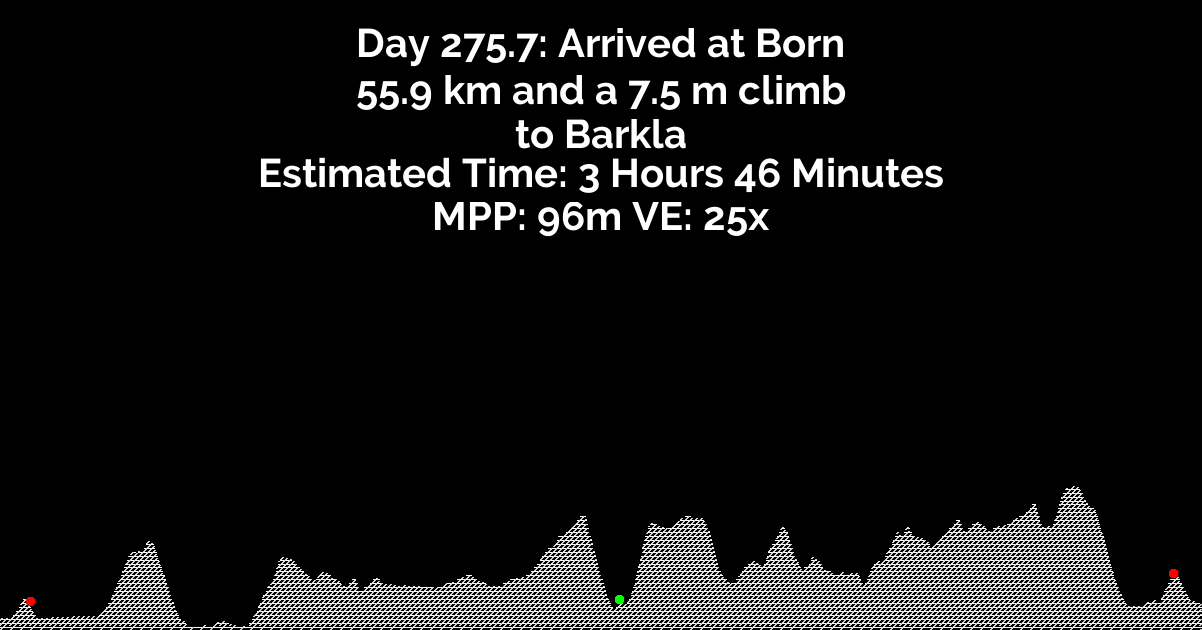 Day 275.7: Arrived at Born
55.9 km and a 7.5 m climb
to Barkla
Estimated Time: 3 Hours 46 Minutes
MPP: 96m VE: 25x